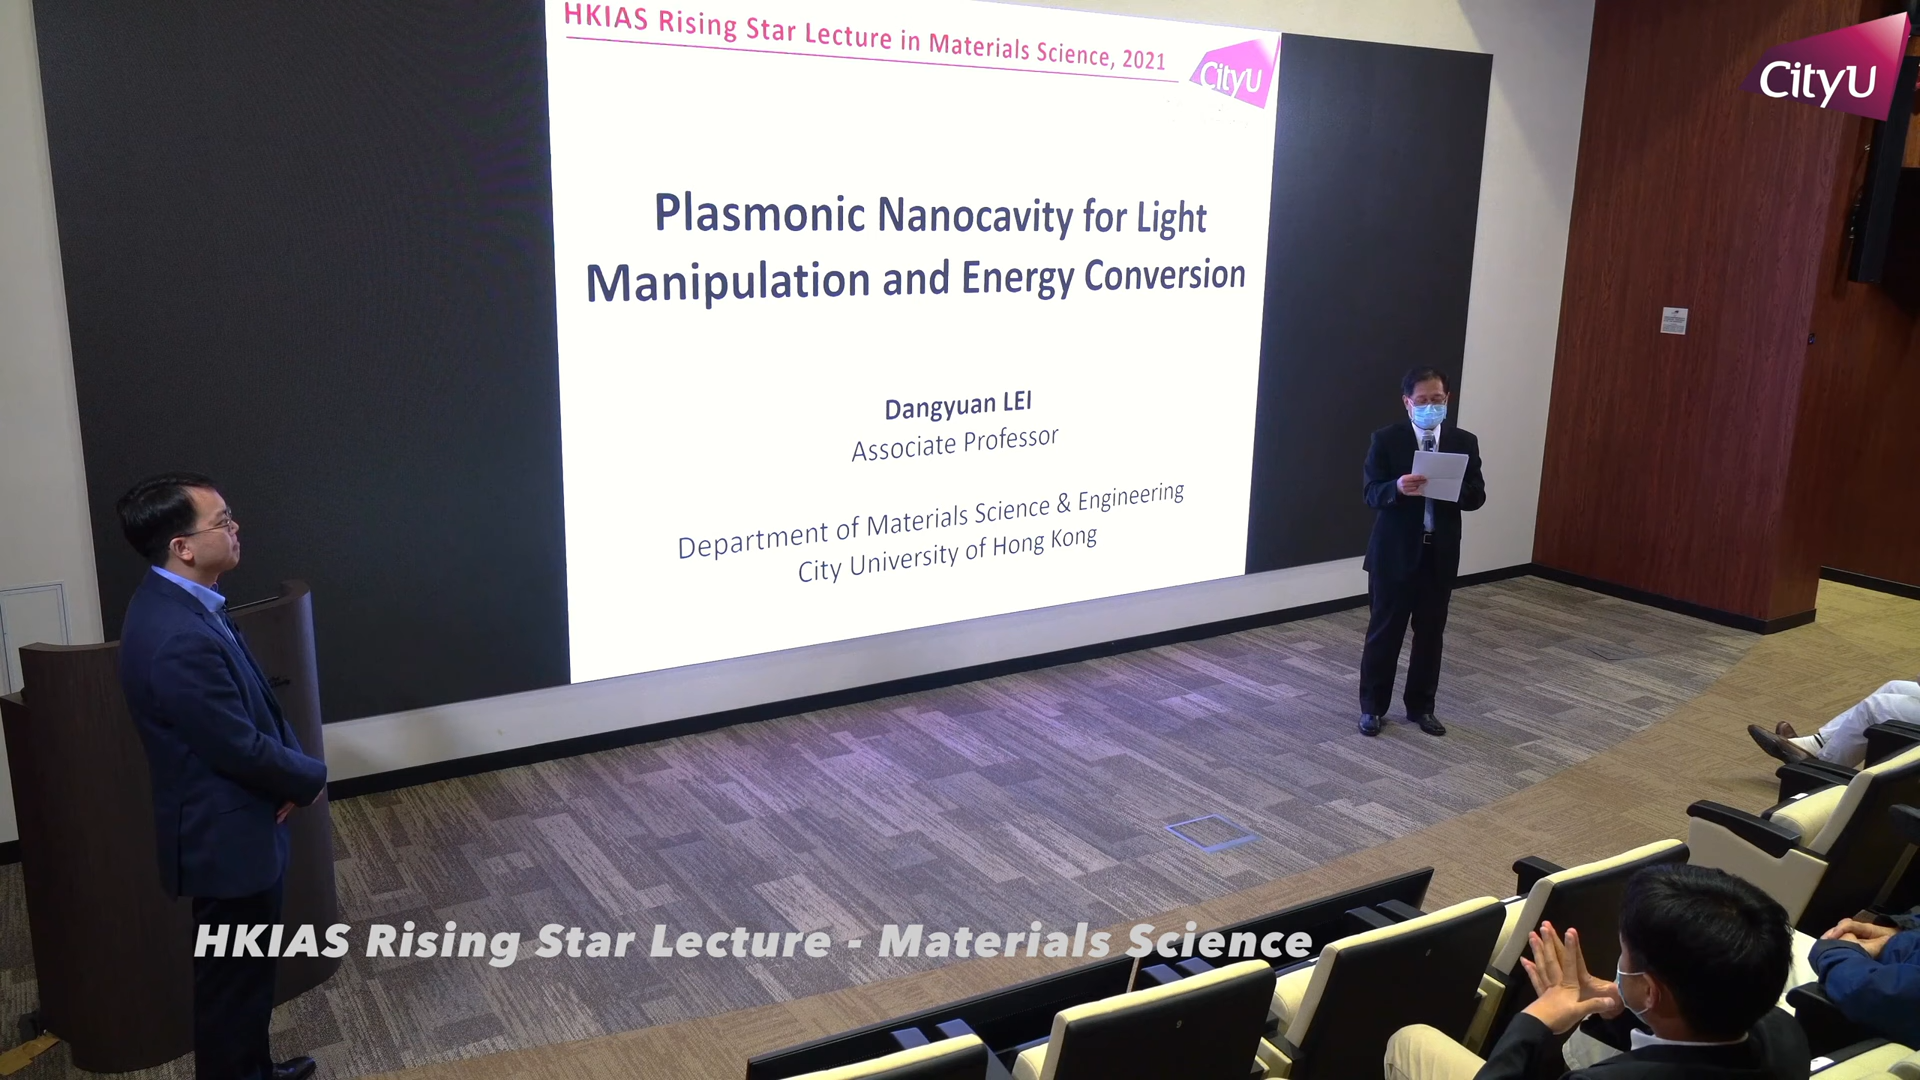 HKIAS Rising Star Lecture in Materials Science, 2021
CityU
CityU
Plasmonic Nanocavity for Light
Manipulation and Energy Conversion
Dangyuan LEI
Associate Professor
Department of Materials Science & Engineering
City University of Hong Kong
HKIAS Rising Star Lecture - Materials Science